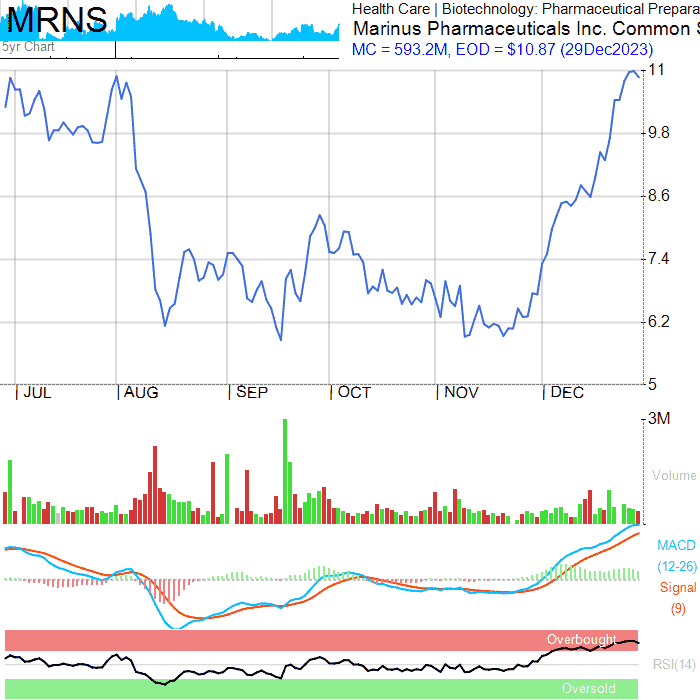 MRNS
5yr Chart
Health Care | Biotechnology: Pharmaceutical Prepara
Marinus Pharmaceuticals Inc. Common S
MC = 593.2M, EOD = $10.87 (29Dec2023)
11
9.8
8.6
7.4
6.2
5
JUL AUG SEP OCT NOV DEC
3M
Volume
MACD
(12-26)
Signal
(9)
Overbought
RSI(14)
Oversold